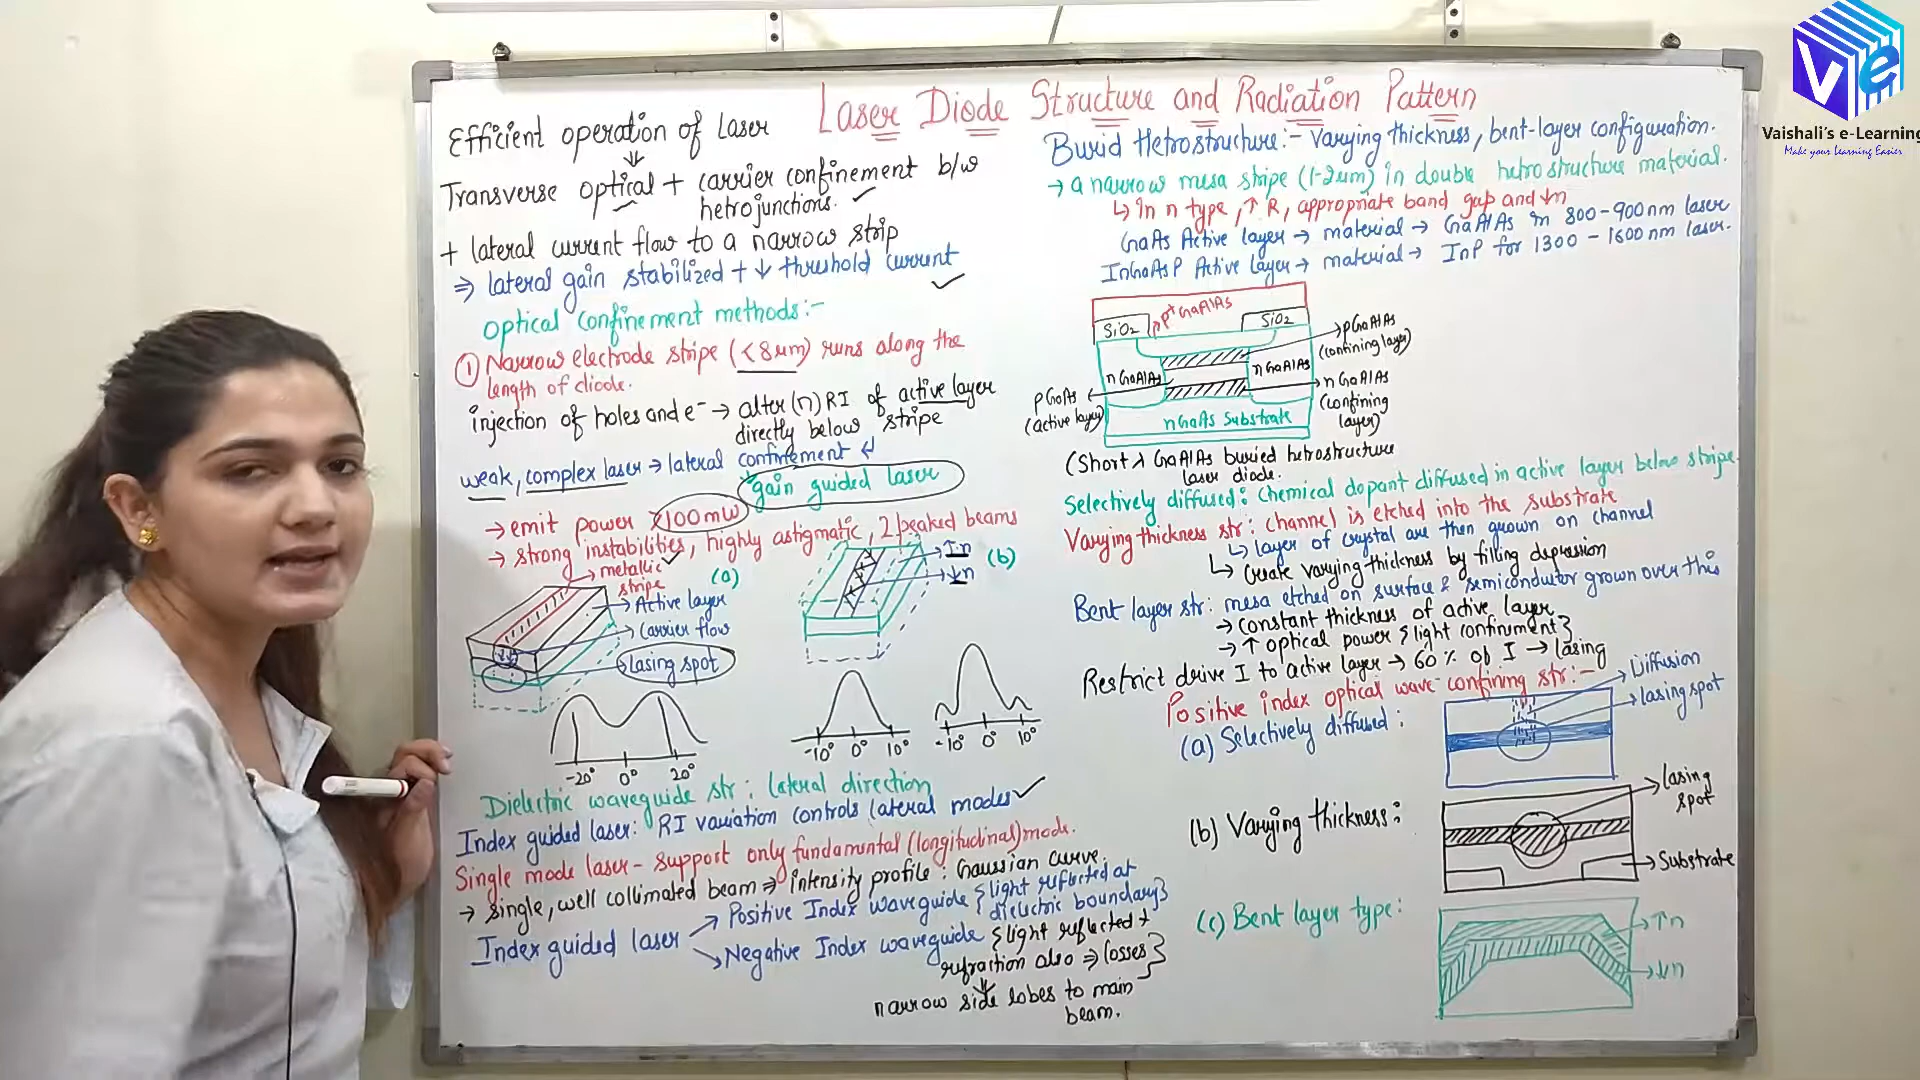 Laser Diode Structure and Radiation Pattern
Efficient operation of laser
Transverse optical + carrier confinement b/w
hetrojunctions.
+ lateral current flow to a narrow strip
⇒ lateral gain stabilized + ↓ threshold current
Optical confinement methods:-
① Narrow electrode stripe (<8μm) runs along the
length of diode.
injection of holes and e⁻ → alter (n) RI of active layer
directly below stripe
weak, complex laser → lateral confinement ↲
*gain guided laser
→ emit power >100mW
→ strong instabilities, highly astigmatic, 2 peaked beams
metallic
stripe
(a)
Active layer
Carrier flow
lasing spot
↑n
↓n
(b)
-20° 0° 20°
-10° 0° 10°
-10° 0° 10°
Dielectric waveguide str: lateral direction
Index guided laser: RI variation controls lateral modes
Single mode laser - support only fundamental (longitudinal) mode.
→ single, well collimated beam ⇒ intensity profile: Gaussian curve.
Index guided laser
→ Positive Index waveguide {light reflected at
dielectric boundary}
→ Negative Index waveguide {light reflected +
refraction also ⇒ losses}
narrow side lobes to main
beam.
Burid Hetrostructure:- Varying thickness, bent-layer configuration.
→ a narrow mesa stripe (1-2μm) in double hetrostructure material.
↳ In n type, ↑ R, appropriate band gap and ↓n
GaAs Active layer → material → GaAlAs in 800-900nm laser
InGaAsP Active layer → material → InP for 1300 - 1600nm laser.
p⁺GaAlAs
SiO₂
SiO₂
pGaAlAs
(confining layer)
nGaAlAs
nGaAlAs
nGaAlAs
(confining
layer)
pGaAs
(active layer)
nGaAs Substrate
(Short λ GaAlAs buried hetrostructure
laser diode.
Selectively diffused: Chemical dopant diffused in active layer below stripe.
Varying thickness str: channel is etched into the substrate
↳ layer of crystal are then grown on channel
↳ Create varying thickness by filling depression
Bent layer str: mesa etched on surface & semiconductor grown over this
→ constant thickness of active layer
→ ↑ optical power {light confinment}
Restrict drive I to active layer → 60% of I → lasing
Positive index optical wave-confining str:-
(a) Selectively diffused:
Diffusion
lasing spot
(b) Varying thickness:
lasing
spot
Substrate
(c) Bent layer type:
↑n
↓n
Ve
Vaishali's e-Learning
Make your Learning Easier